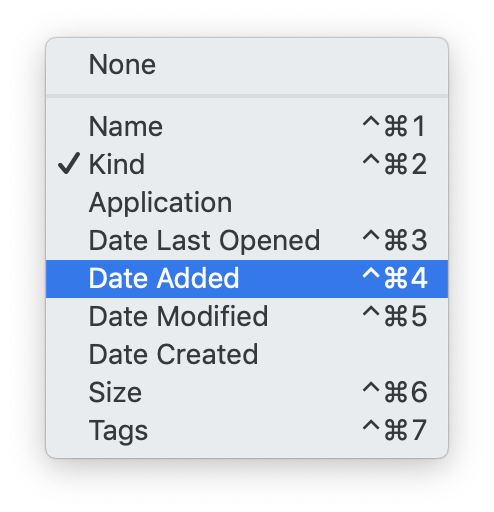 None
Name ^⌘1
✓ Kind ^⌘2
Application
Date Last Opened ^⌘3
Date Added ^⌘4
Date Modified ^⌘5
Date Created
Size ^⌘6
Tags ^⌘7